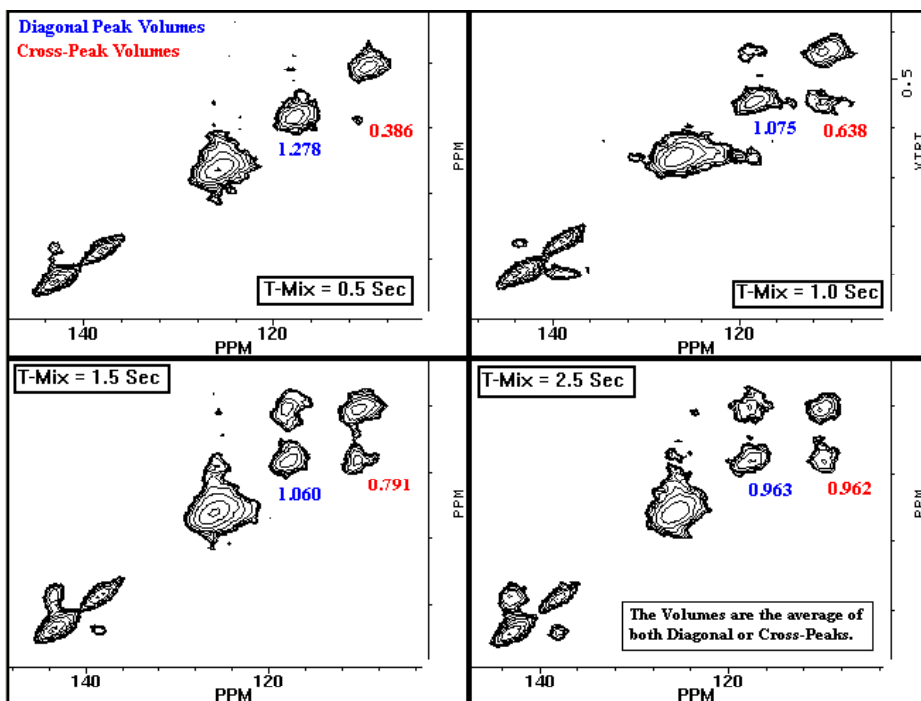 Diagonal Peak Volumes
Cross-Peak Volumes
1.278
0.386
T-Mix = 0.5 Sec
140
120
PPM
PPM
1.075
0.638
T-Mix = 1.0 Sec
140
120
PPM
0.5
T-Mix = 1.5 Sec
1.060
0.791
140
120
PPM
PPM
T-Mix = 2.5 Sec
0.963
0.962
The Volumes are the average of
both Diagonal or Cross-Peaks.
140
120
PPM
PPM